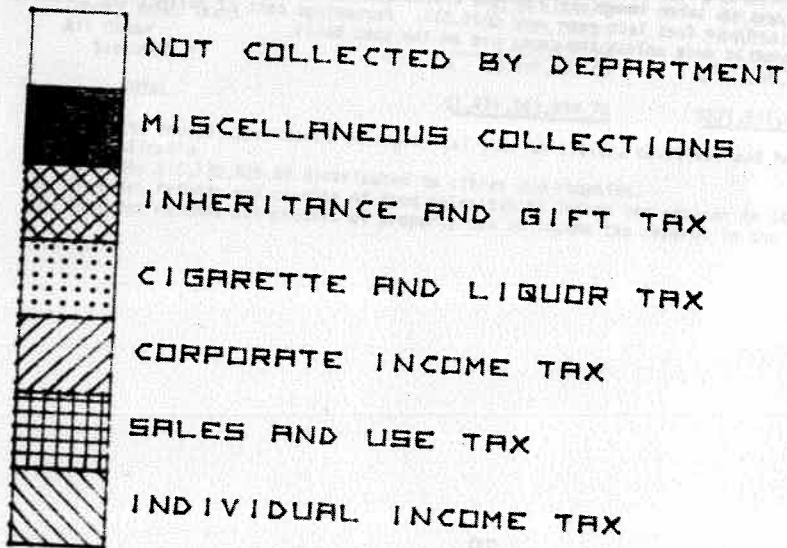 NOT COLLECTED BY DEPARTMENT
MISCELLANEOUS COLLECTIONS
INHERITANCE AND GIFT TAX
CIGARETTE AND LIQUOR TAX
CORPORATE INCOME TAX
SALES AND USE TAX
INDIVIDUAL INCOME TAX